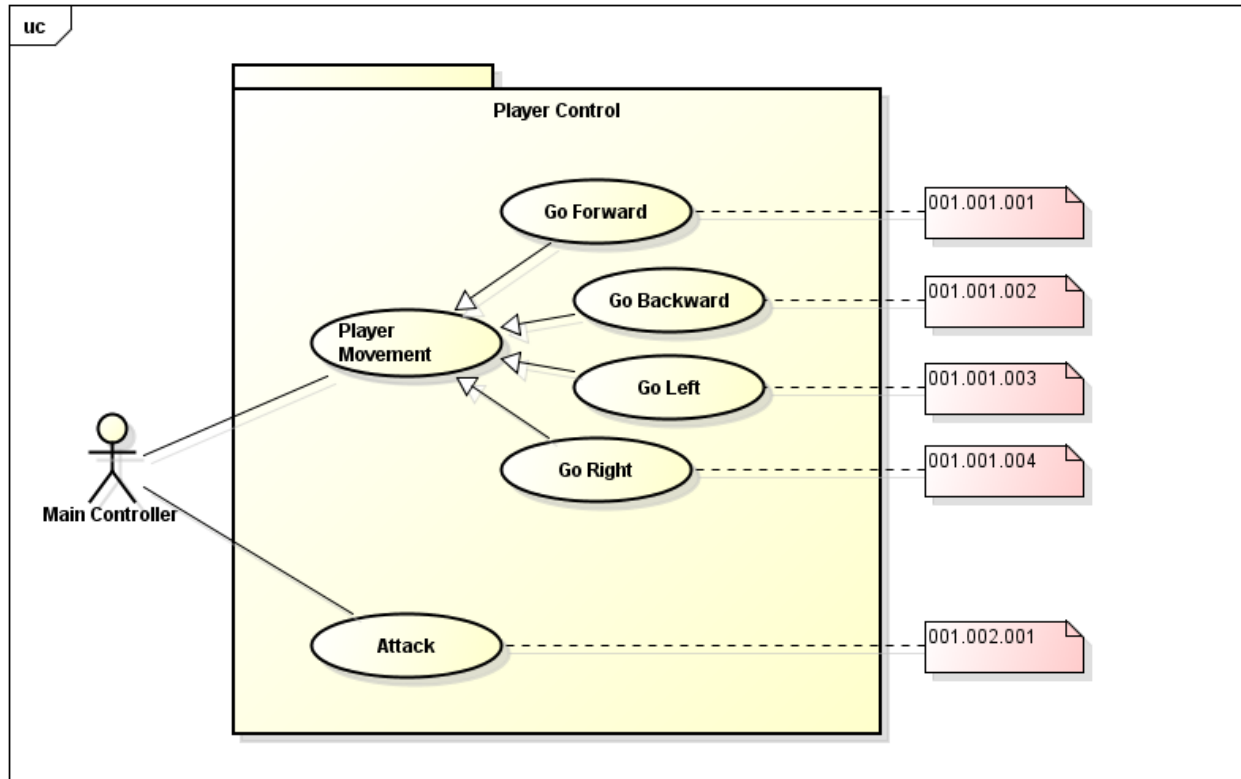 uc
Player Control
Go Forward
001.001.001
Go Backward
001.001.002
Player
Movement
Go Left
001.001.003
Go Right
001.001.004
Main Controller
Attack
001.002.001